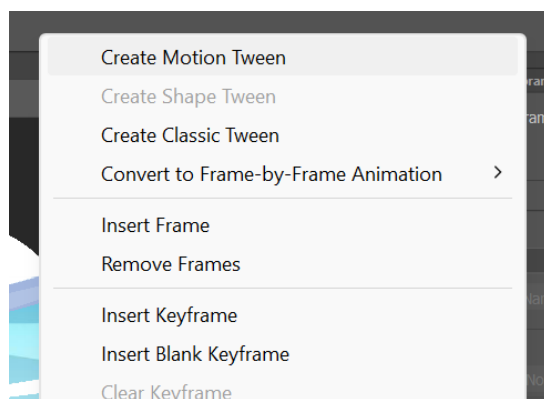 Create Motion Tween
Create Shape Tween
Create Classic Tween
Convert to Frame-by-Frame Animation
Insert Frame
Remove Frames
Insert Keyframe
Insert Blank Keyframe
Clear Keyframe